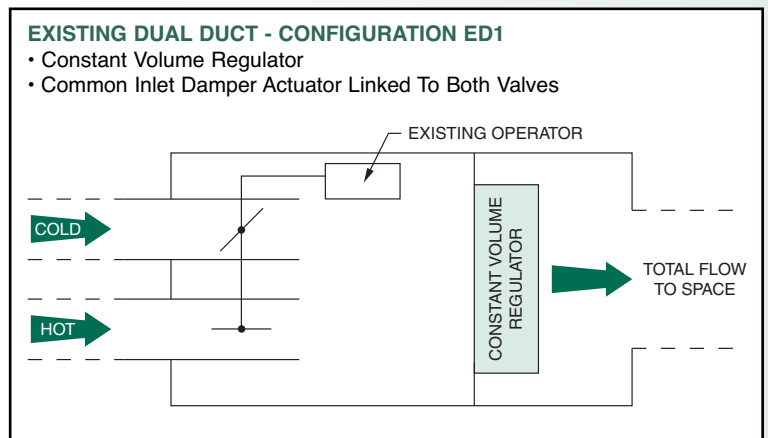 EXISTING DUAL DUCT - CONFIGURATION ED1
• Constant Volume Regulator
• Common Inlet Damper Actuator Linked To Both Valves
EXISTING OPERATOR
COLD
HOT
CONSTANT VOLUME
REGULATOR
TOTAL FLOW
TO SPACE